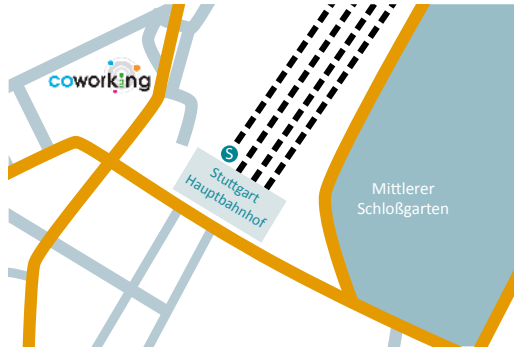 coworking
S
Stuttgart
Hauptbahnhof
Mittlerer
Schloßgarten